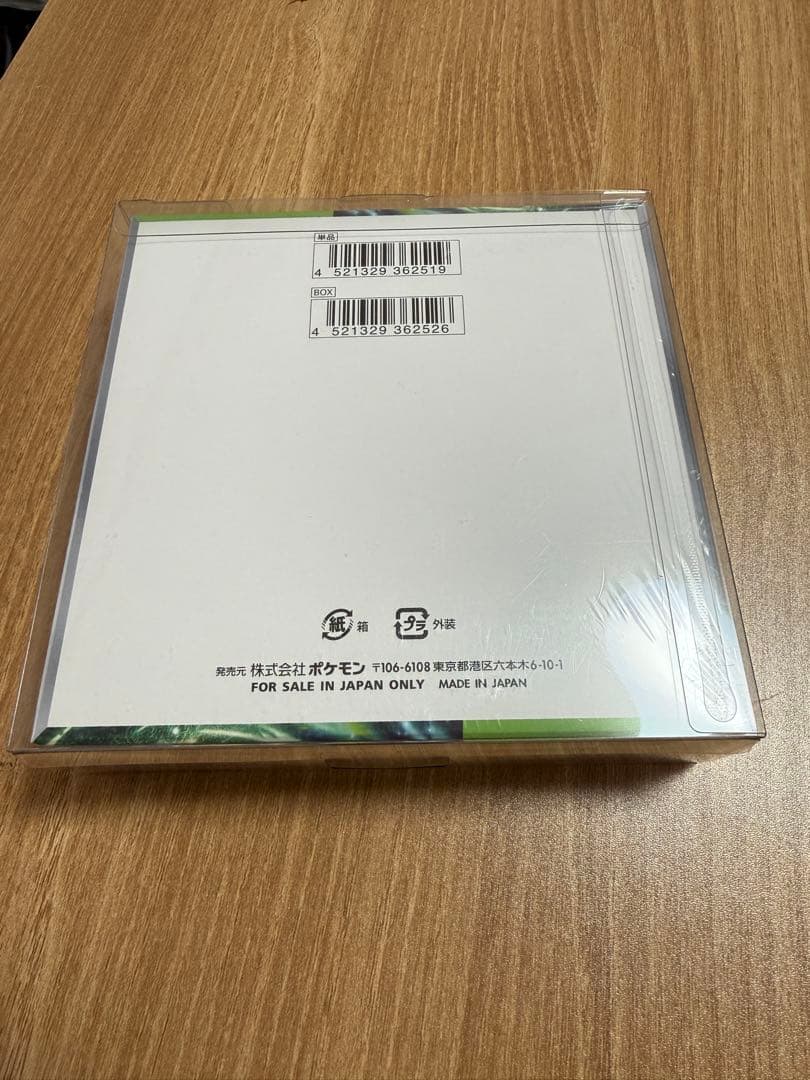 単品
4 521329 362519
BOX
4 521329 362526
紙 箱 プラ 外装
発売元 株式会社ポケモン 〒106-6108 東京都港区六本木6-10-1
FOR SALE IN JAPAN ONLY MADE IN JAPAN